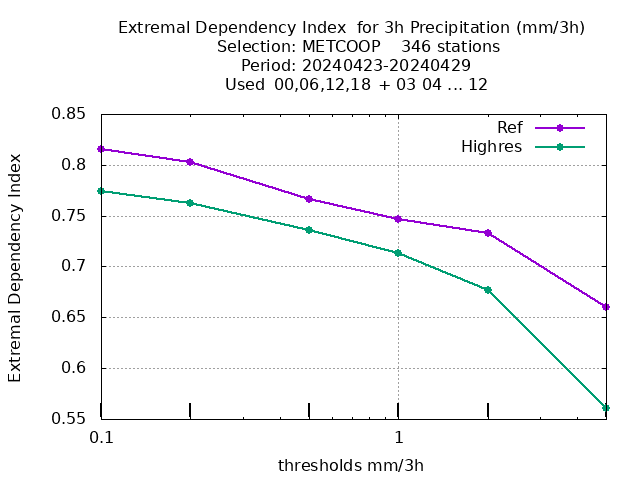 Extremal Dependency Index  for 3h Precipitation (mm/3h)
Selection: METCOOP    346 stations
Period: 20240423-20240429
Used  00,06,12,18 + 03 04 ... 12
Ref
Highres
Extremal Dependency Index
0.85
0.8
0.75
0.7
0.65
0.6
0.55
0.1
1
thresholds mm/3h